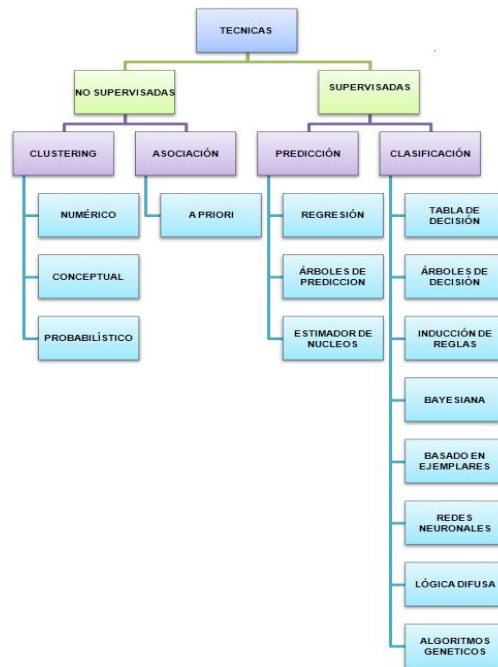 TECNICAS
NO SUPERVISADAS
SUPERVISADAS
CLUSTERING
ASOCIACIÓN
PREDICCIÓN
CLASIFICACIÓN
NUMÉRICO
A PRIORI
REGRESIÓN
TABLA DE
DECISIÓN
CONCEPTUAL
ÁRBOLES DE
PREDICCION
ÁRBOLES DE
DECISIÓN
PROBABILÍSTICO
ESTIMADOR DE
NUCLEOS
INDUCCIÓN DE
REGLAS
BAYESIANA
BASADO EN
EJEMPLARES
REDES
NEURONALES
LÓGICA DIFUSA
ALGORITMOS
GENETICOS